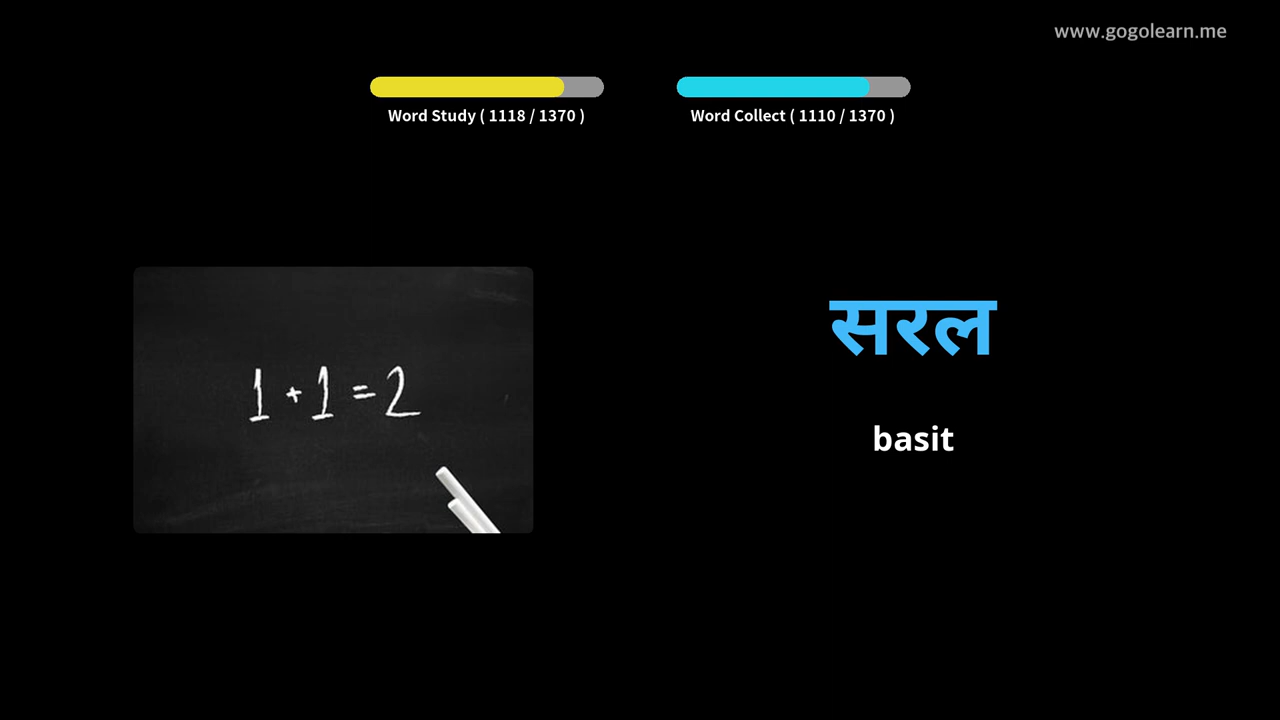 www.gogolearn.me
Word Study ( 1118 / 1370 )
Word Collect ( 1110 / 1370 )
1 + 1 = 2
सरल
basit